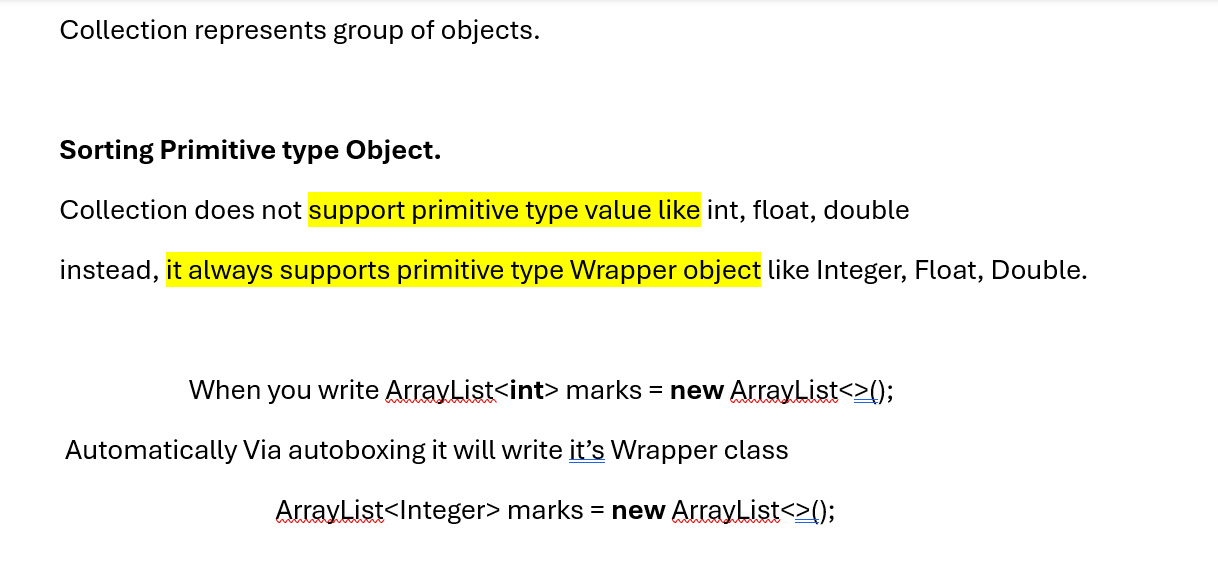 Collection represents group of objects.
Sorting Primitive type Object.
Collection does not support primitive type value like int, float, double
instead, it always supports primitive type Wrapper object like Integer, Float, Double.
When you write ArrayList<int> marks = new ArrayList<>();
Automatically Via autoboxing it will write it’s Wrapper class
ArrayList<Integer> marks = new ArrayList<>();